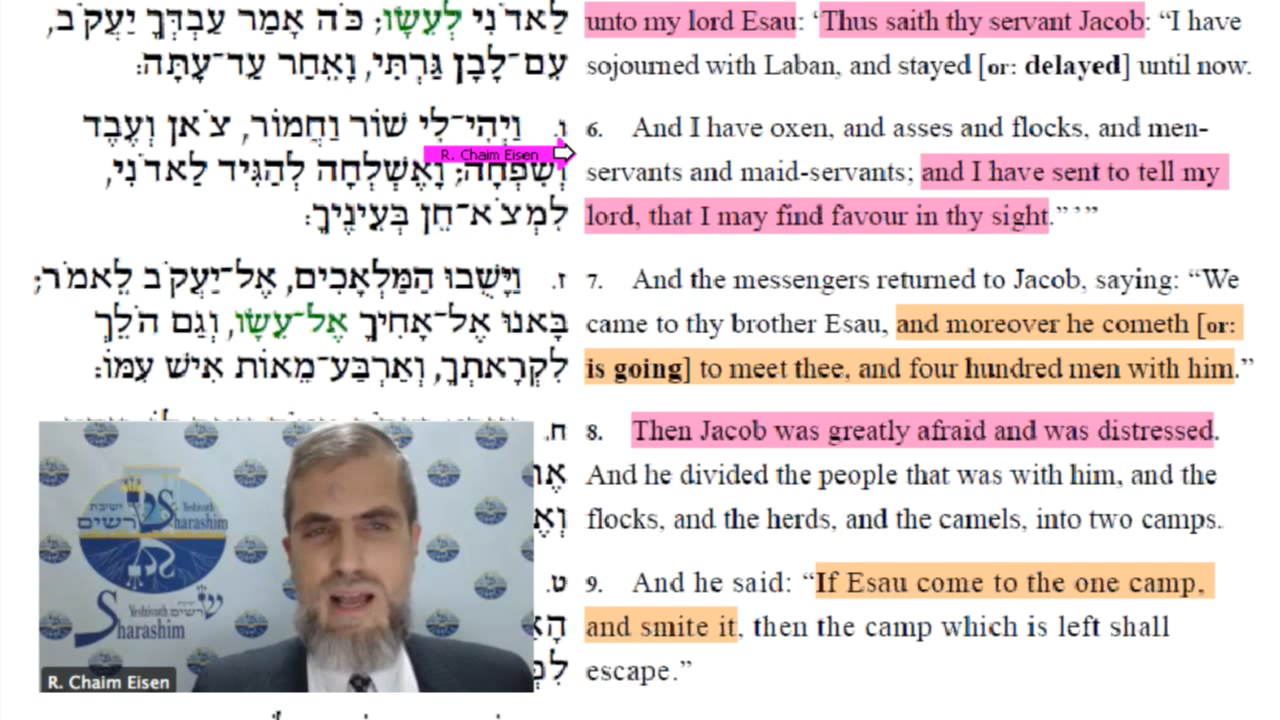 לַאדֹנִי לְעֵשָׂו; כֹּה אָמַר עַבְדְּךָ יַעֲקֹב,
עִם־לָבָן גַּרְתִּי, וָאֵחַר עַד־עָתָּה:
ו. וַיְהִי־לִי שׁוֹר וַחֲמוֹר, צֹאן וְעֶבֶד
וְשִׁפְחָה; וָאֶשְׁלְחָה לְהַגִּיד לַאדֹנִי,
לִמְצֹא־חֵן בְּעֵינֶיךָ:
ז. וַיָּשֻׁבוּ הַמַּלְאָכִים, אֶל־יַעֲקֹב לֵאמֹר;
בָּאנוּ אֶל־אָחִיךָ אֶל־עֵשָׂו, וְגַם הֹלֵךְ
לִקְרָאתְךָ, וְאַרְבַּע־מֵאוֹת אִישׁ עִמּוֹ:
ח.
ט.
unto my lord Esau: ‘Thus saith thy servant Jacob: “I have
sojourned with Laban, and stayed [or: delayed] until now.
6. And I have oxen, and asses and flocks, and men-
servants and maid-servants; and I have sent to tell my
lord, that I may find favour in thy sight.” ’ ”
7. And the messengers returned to Jacob, saying: “We
came to thy brother Esau, and moreover he cometh [or:
is going] to meet thee, and four hundred men with him.”
8. Then Jacob was greatly afraid and was distressed.
And he divided the people that was with him, and the
flocks, and the herds, and the camels, into two camps.
9. And he said: “If Esau come to the one camp,
and smite it, then the camp which is left shall
escape.”
R. Chaim Eisen
ישיבת Yeshivath
שרשים Sharashim
Yeshivath ישיבת
Sharashim שרשים
R. Chaim Eisen